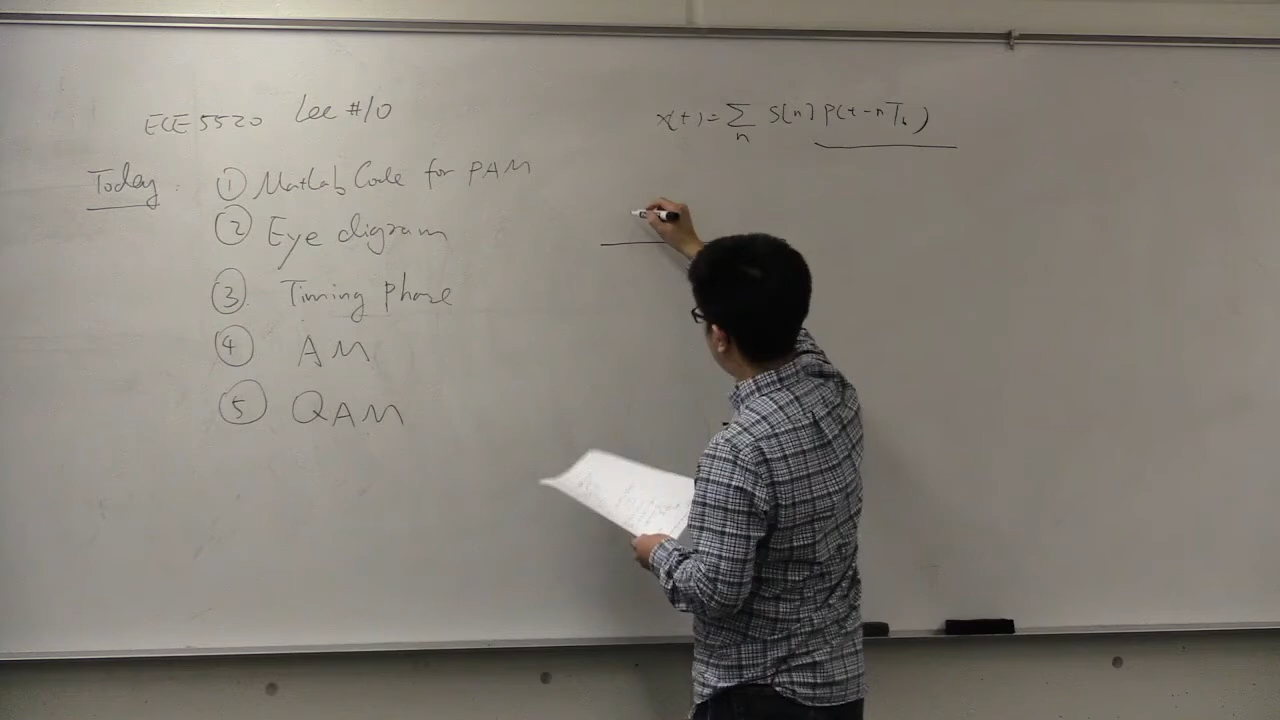 ECE 5520 Lec #10
Today: ① Matlab Code for PAM
② Eye digram
③ Timing Phase
④ AM
⑤ QAM
x(t) = ∑ₙ S[n] P(t-nTₛ)